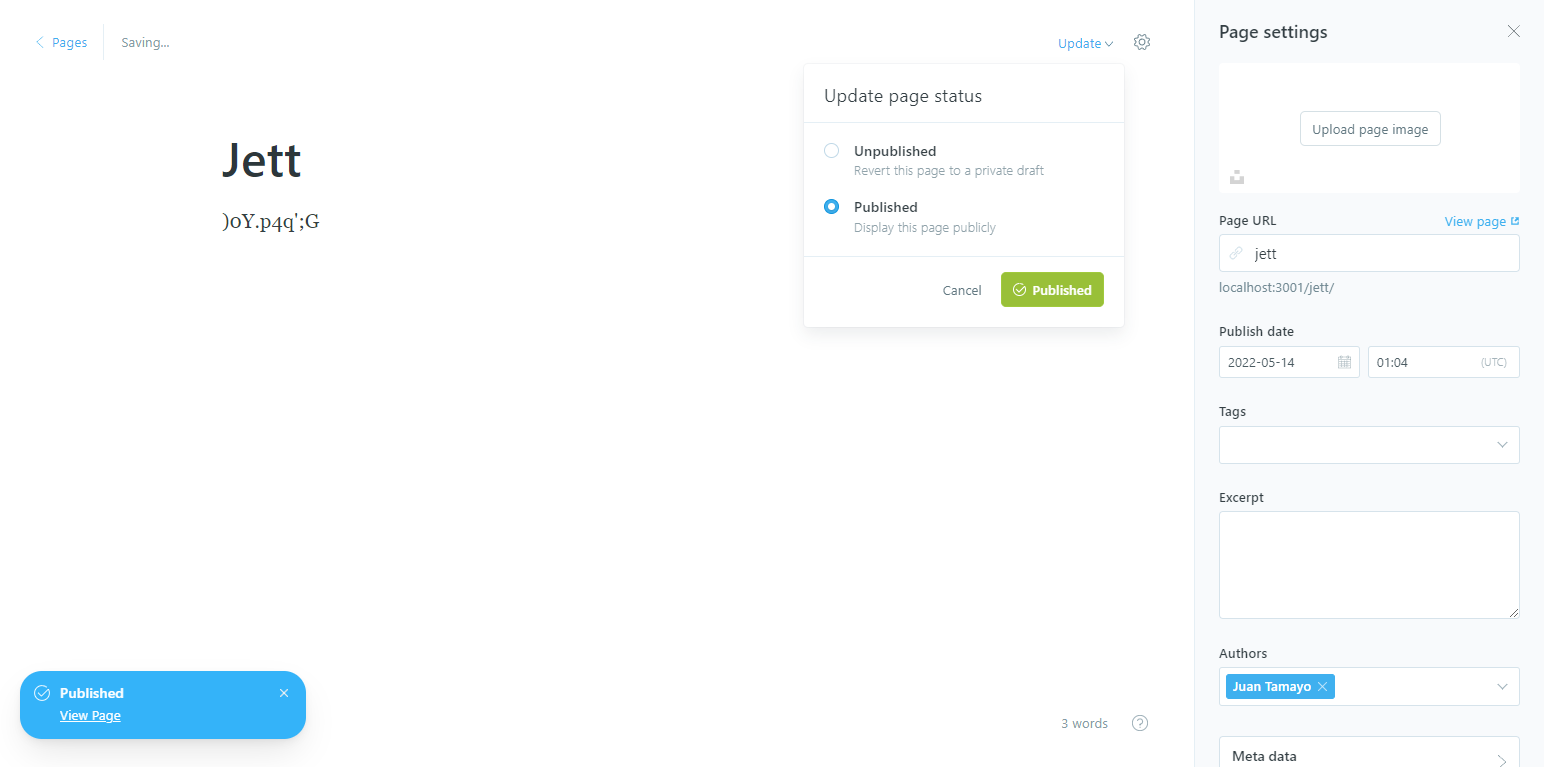 Pages
Saving...
Update
Jett
)0Y.p4q';G
Update page status
Unpublished
Revert this page to a private draft
Published
Display this page publicly
Cancel
Published
Published
View Page
3 words
Page settings
Upload page image
Page URL
View page
jett
localhost:3001/jett/
Publish date
2022-05-14
01:04
(UTC)
Tags
Excerpt
Authors
Juan Tamayo
Meta data